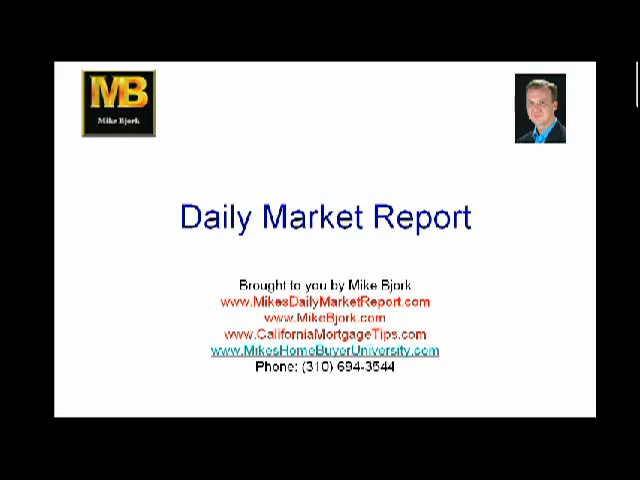 MB
Mike Bjork
Daily Market Report
Brought to you by Mike Bjork
www.MikesDailyMarketReport.com
www.MikeBjork.com
www.CaliforniaMortgageTips.com
www.MikesHomeBuyerUniversity.com
Phone: (310) 694-3544